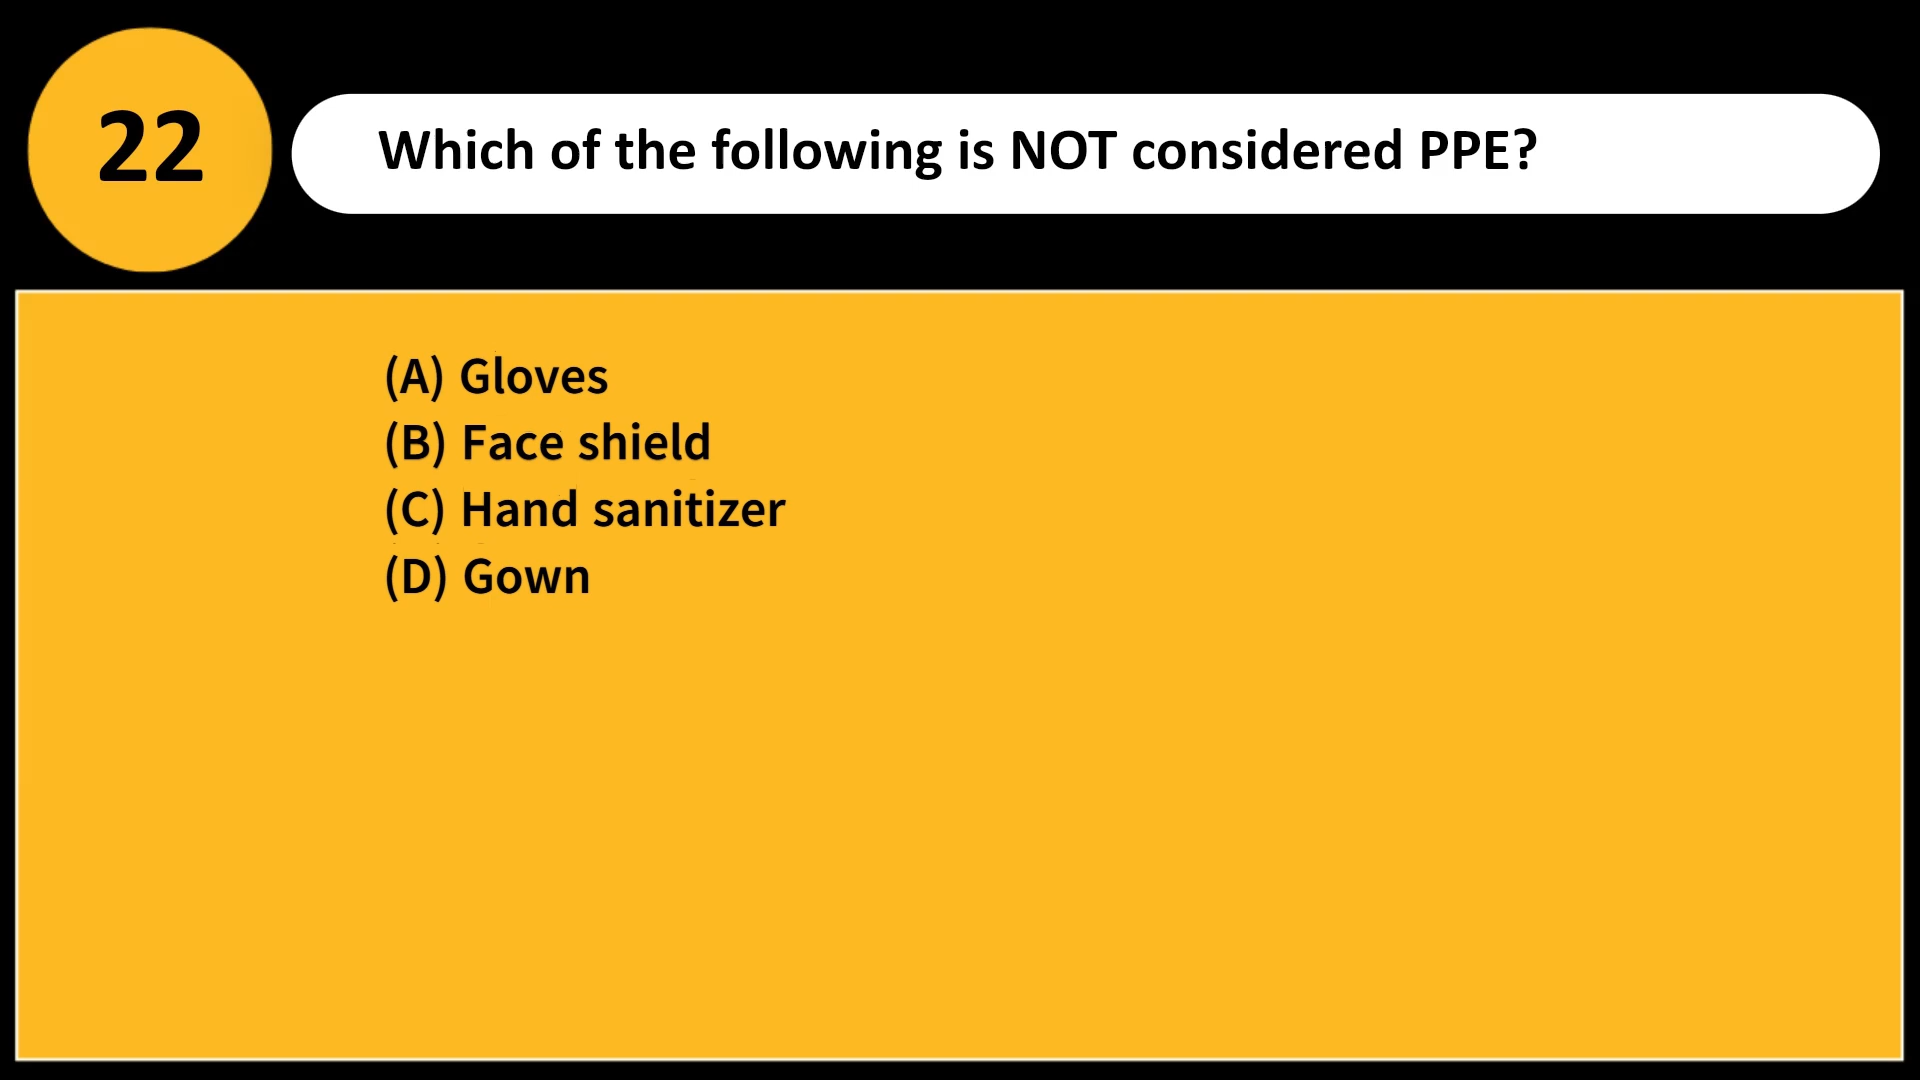 22
Which of the following is NOT considered PPE?
(A) Gloves
(B) Face shield
(C) Hand sanitizer
(D) Gown